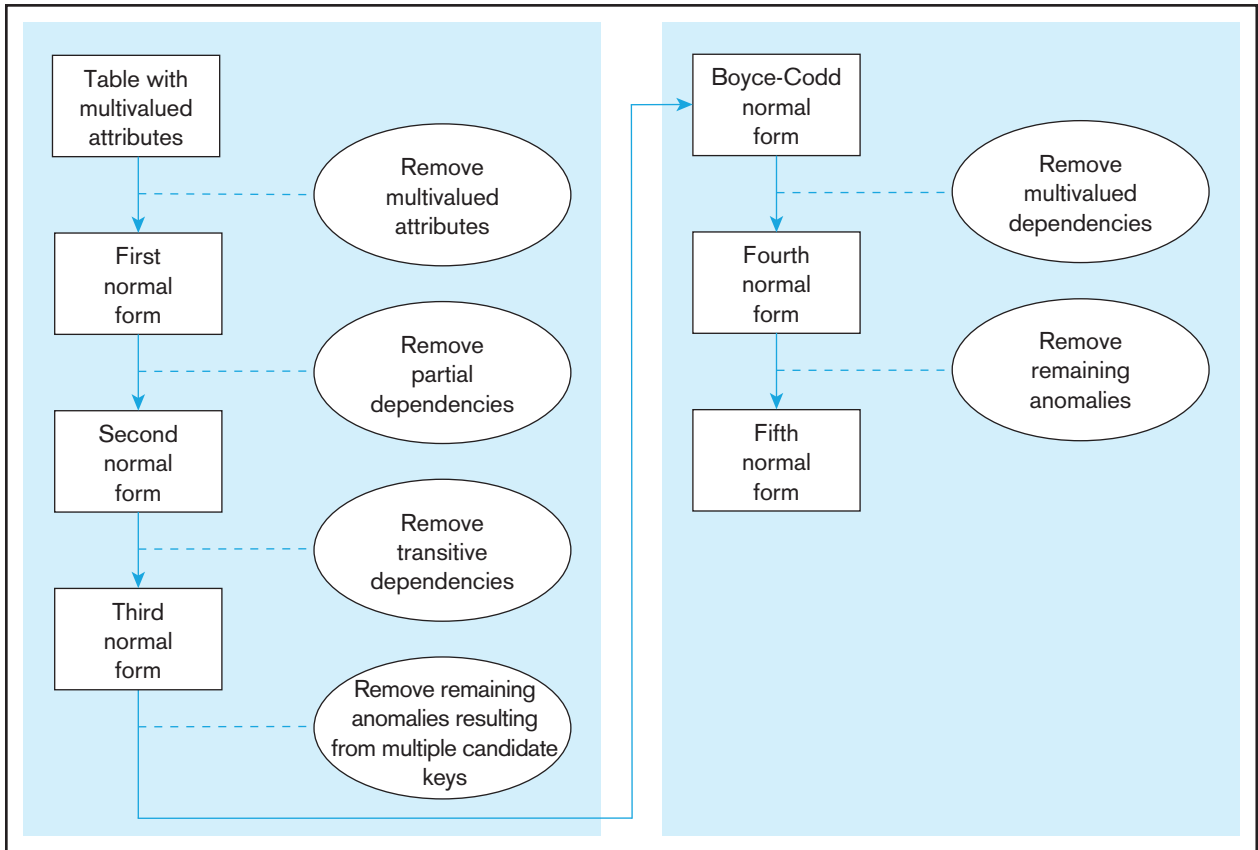 Table with
multivalued
attributes
Remove
multivalued
attributes
First
normal
form
Remove
partial
dependencies
Second
normal
form
Remove
transitive
dependencies
Third
normal
form
Remove remaining
anomalies resulting
from multiple candidate
keys
Boyce-Codd
normal
form
Remove
multivalued
dependencies
Fourth
normal
form
Remove
remaining
anomalies
Fifth
normal
form